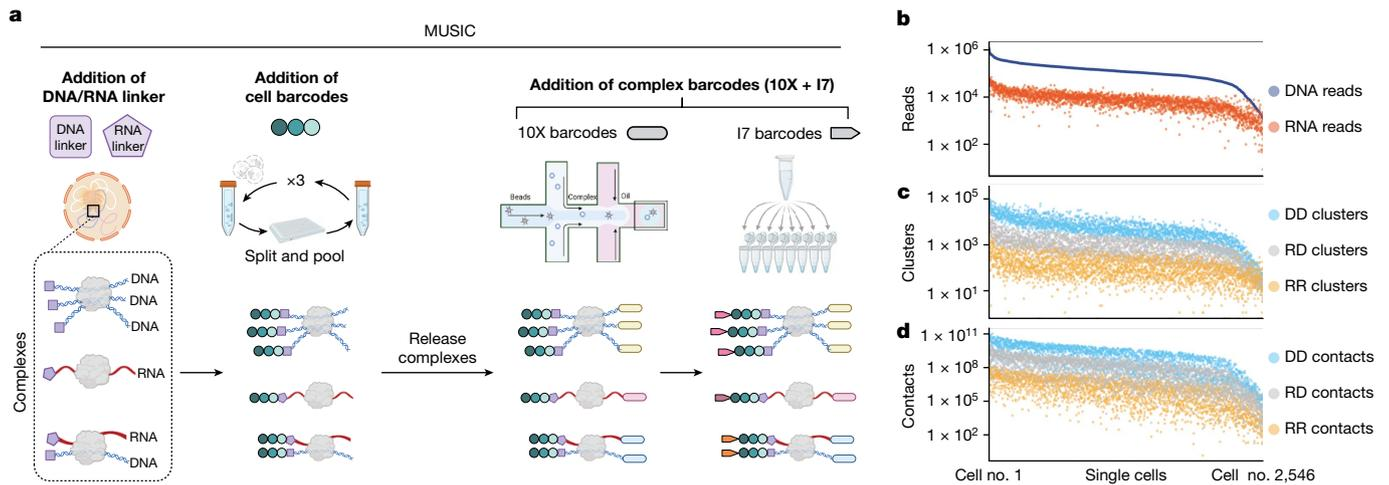 a
MUSIC
Addition of
DNA/RNA linker
DNA
linker
RNA
linker
Complexes
DNA
DNA
DNA
RNA
RNA
DNA
Addition of
cell barcodes
×3
Split and pool
Release
complexes
Addition of complex barcodes (10X + I7)
10X barcodes
I7 barcodes
Beads
Complex
Oil
b
Reads
1 × 10⁶
1 × 10⁴
1 × 10²
DNA reads
RNA reads
c
Clusters
1 × 10⁵
1 × 10³
1 × 10¹
DD clusters
RD clusters
RR clusters
d
Contacts
1 × 10¹¹
1 × 10⁸
1 × 10⁵
1 × 10²
DD contacts
RD contacts
RR contacts
Cell no. 1
Single cells
Cell no. 2,546